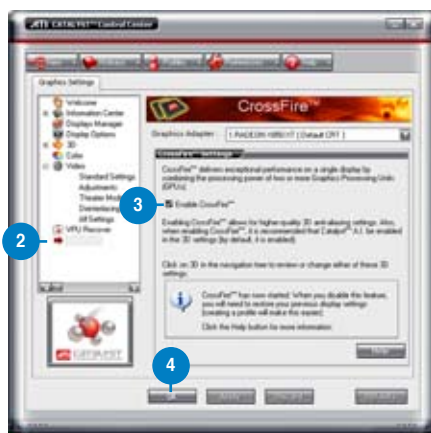 ATI CATALYST™ Control Center
Graphics Settings
Welcome
Information Center
Displays Manager
Display Options
3D
Color
Video
Standard Settings
Adjustments
Theater Mode
Deinterlacing
All Settings
VPU Recover
2
CATALYST
CrossFire™
Graphics Adapter:
CrossFire™ Settings
CrossFire™ delivers exceptional performance on a single display by
combining the processing power of two or more Graphics Processing Units
(GPUs).
3
Enable CrossFire™
Enabling CrossFire™ allows for higher quality 3D anti-aliasing settings. Also,
when enabling CrossFire™, it is recommended that Catalyst™ A.I. be enabled
in the 3D settings (by default, it is enabled).
Click on 3D in the navigation tree to review or change either of these 3D
settings.
CrossFire™ has now started. When you disable this feature,
you will need to restore your previous display settings
(creating a profile will make this easier).
Click the Help button for more information.
4
OK